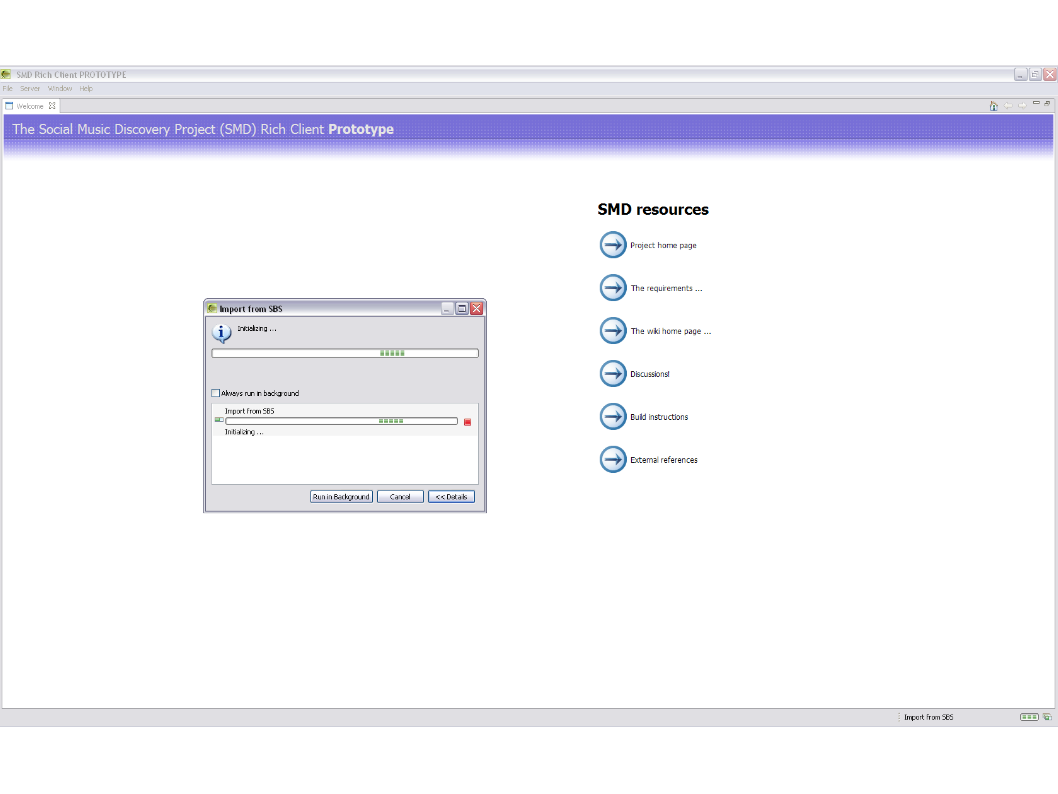 SMD Rich Client PROTOTYPE
File Server Window Help
Welcome
The Social Music Discovery Project (SMD) Rich Client Prototype
SMD resources
Project home page
The requirements ...
The wiki home page ...
Discussions!
Build instructions
External references
Import from SBS
Initializing ...
Always run in background
Import from SBS
Initializing ...
Run in Background Cancel << Details
Import from SBS